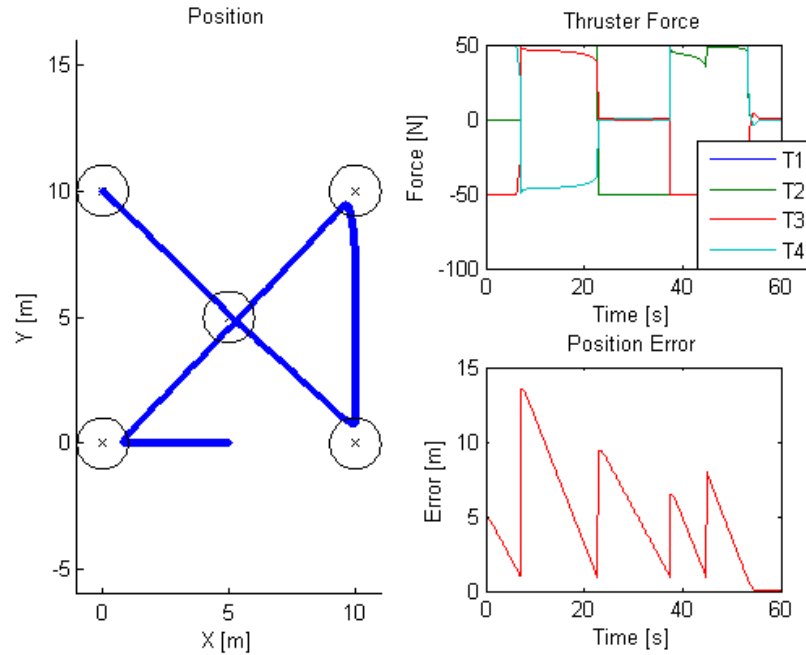 Position
15
10
5
0
-5
Y [m]
0
5
10
X [m]
Thruster Force
50
0
-50
-100
Force [N]
T1
T2
T3
T4
0
20
40
60
Time [s]
Position Error
15
10
5
0
Error [m]
0
20
40
60
Time [s]